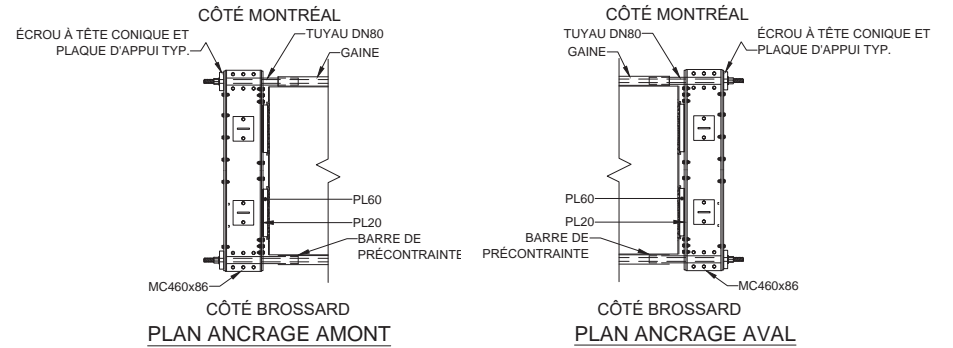 CÔTÉ MONTRÉAL
ÉCROU À TÊTE CONIQUE ET
PLAQUE D'APPUI TYP.
TUYAU DN80
GAINE
PL60
PL20
BARRE DE
PRÉCONTRAINTE
MC460x86
CÔTÉ BROSSARD
PLAN ANCRAGE AMONT
CÔTÉ MONTRÉAL
TUYAU DN80
GAINE
ÉCROU À TÊTE CONIQUE ET
PLAQUE D'APPUI TYP.
PL60
PL20
BARRE DE
PRÉCONTRAINTE
MC460x86
CÔTÉ BROSSARD
PLAN ANCRAGE AVAL